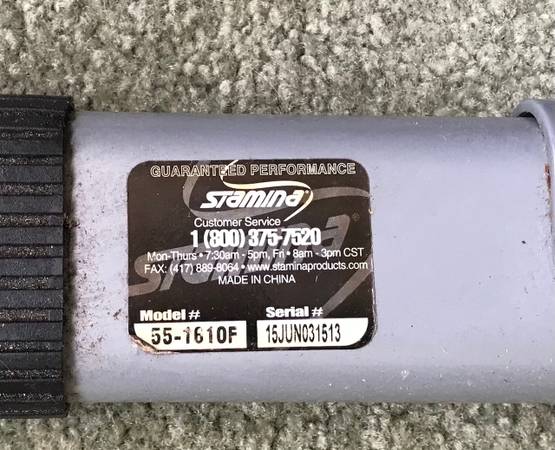 GUARANTEED PERFORMANCE
STAMINA®
Customer Service
1 (800) 375-7520
Mon-Thurs • 7:30am - 5pm, Fri • 8am - 3pm CST
FAX: (417) 889-8064 • www.staminaproducts.com
MADE IN CHINA
Model # Serial #
55-1610F 15JUN031513